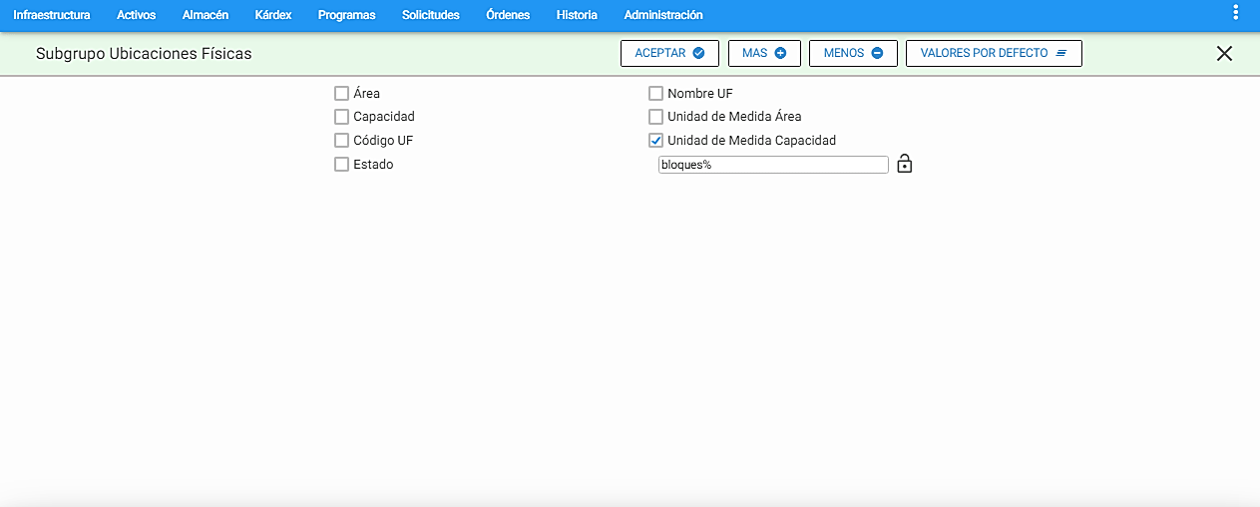 Infraestructura Activos Almacén Kárdex Programas Solicitudes Órdenes Historia Administración
Subgrupo Ubicaciones Físicas ACEPTAR MAS MENOS VALORES POR DEFECTO
Área Nombre UF
Capacidad Unidad de Medida Área
Código UF Unidad de Medida Capacidad
Estado bloques%